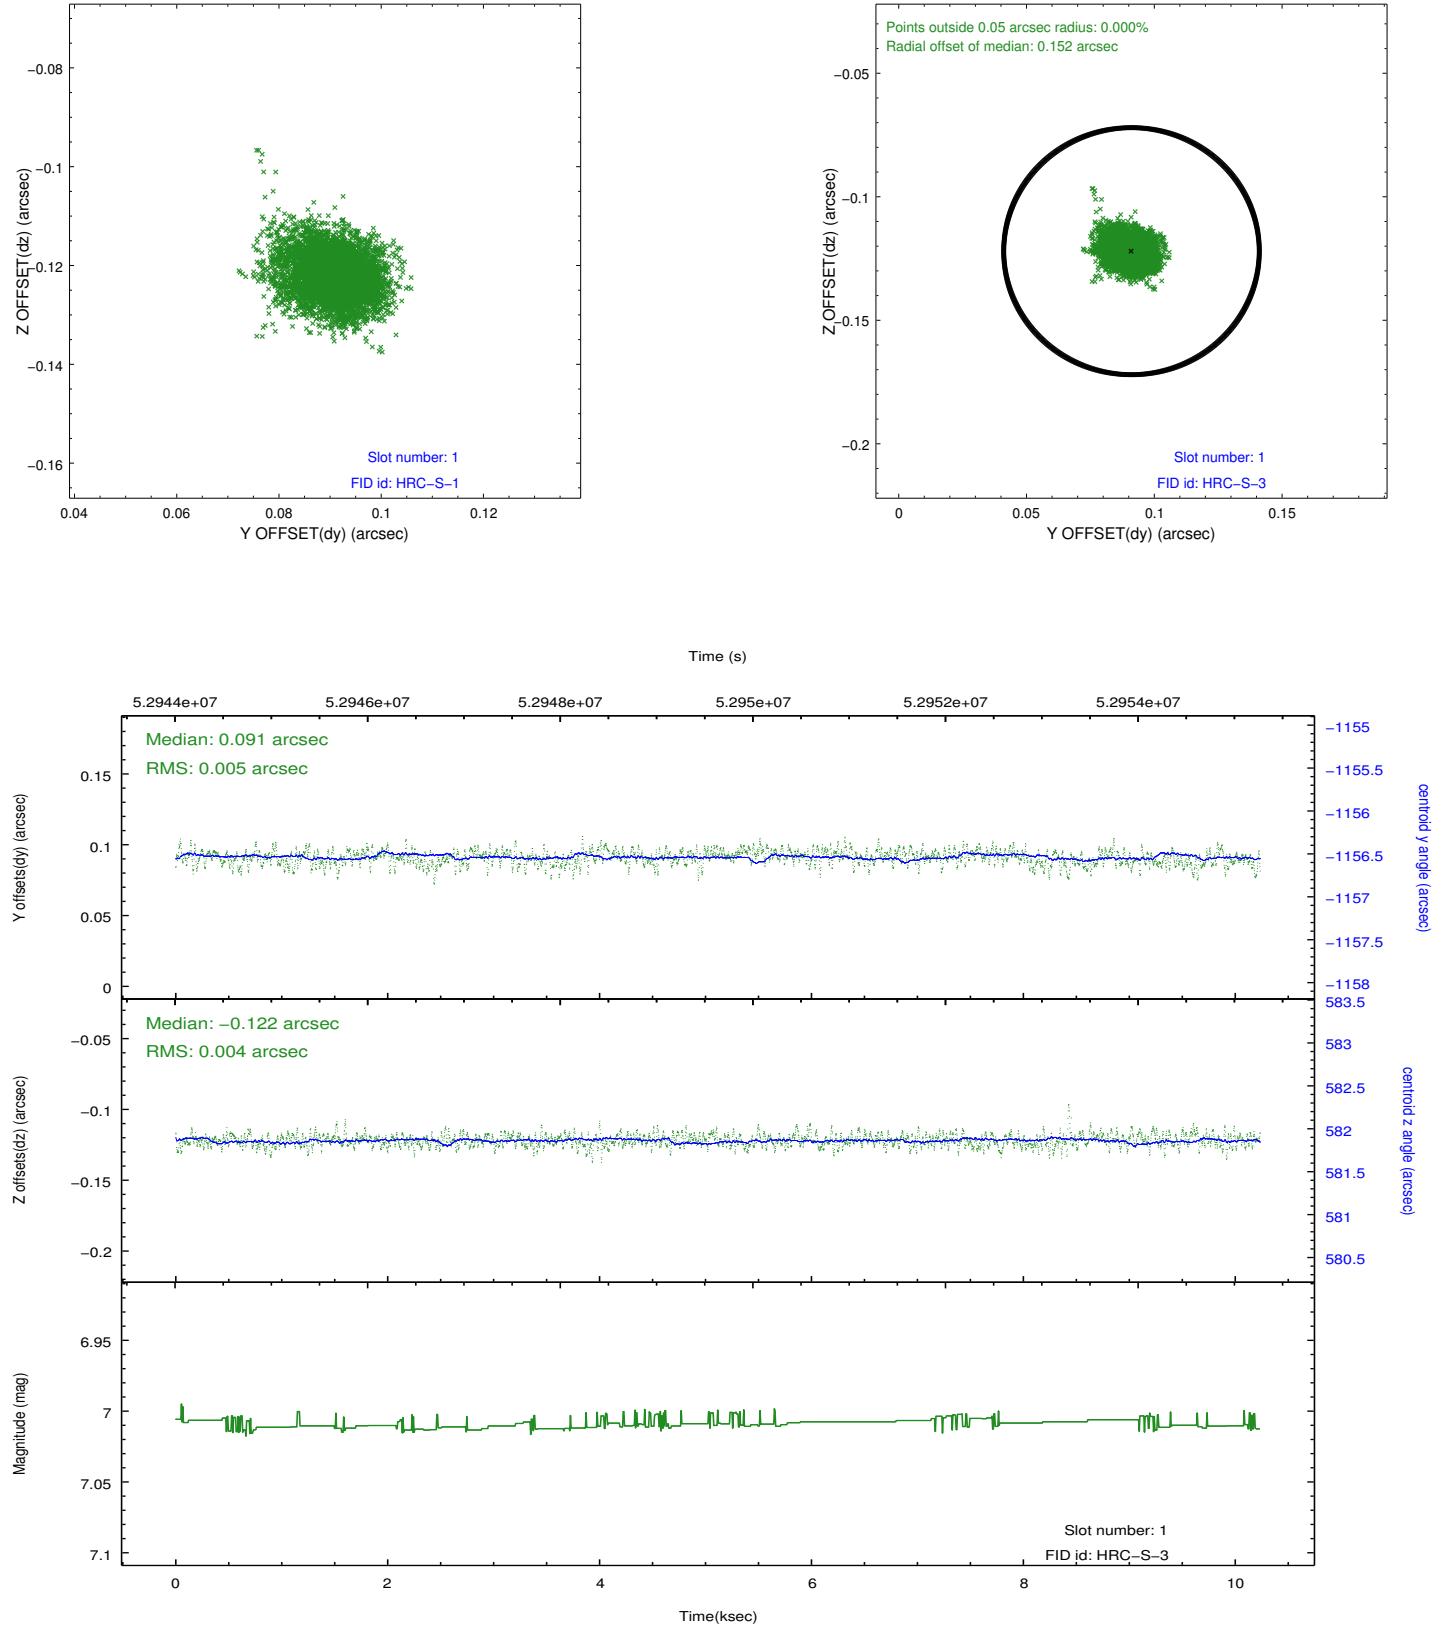 −0.08
−0.1
−0.12
−0.14
−0.16
Z OFFSET(dz) (arcsec)
Slot number: 1
FID id: HRC−S−1
0.04
0.06
0.08
0.1
0.12
Y OFFSET(dy) (arcsec)
Points outside 0.05 arcsec radius: 0.000%
Radial offset of median: 0.152 arcsec
−0.05
−0.1
−0.15
−0.2
Z OFFSET(dz) (arcsec)
Slot number: 1
FID id: HRC−S−3
0
0.05
0.1
0.15
Y OFFSET(dy) (arcsec)
Time (s)
5.2944e+07
5.2946e+07
5.2948e+07
5.295e+07
5.2952e+07
5.2954e+07
Median: 0.091 arcsec
RMS: 0.005 arcsec
0.15
0.1
0.05
0
Y offsets(dy) (arcsec)
−1155
−1155.5
−1156
−1156.5
−1157
−1157.5
−1158
centroid y angle (arcsec)
Median: −0.122 arcsec
RMS: 0.004 arcsec
−0.05
−0.1
−0.15
−0.2
Z offsets(dz) (arcsec)
583.5
583
582.5
582
581.5
581
580.5
centroid z angle (arcsec)
6.95
7
7.05
7.1
Magnitude (mag)
Slot number: 1
FID id: HRC−S−3
0
2
4
6
8
10
Time(ksec)